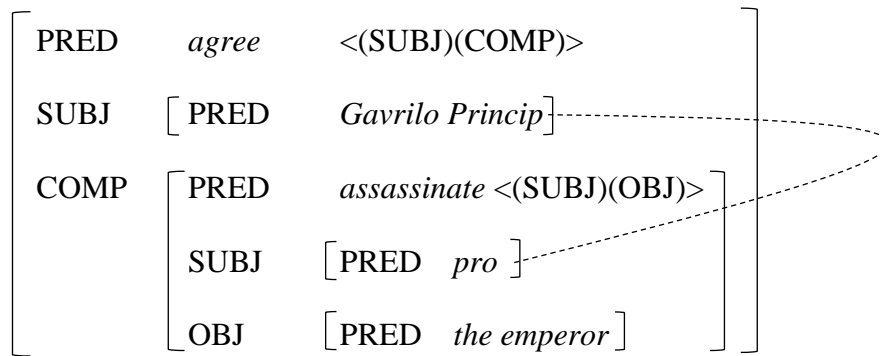 PRED agree <(SUBJ)(COMP)>
SUBJ [PRED Gavrilo Princip]
COMP [PRED assassinate <(SUBJ)(OBJ)>
SUBJ [PRED pro ]
OBJ [PRED the emperor]